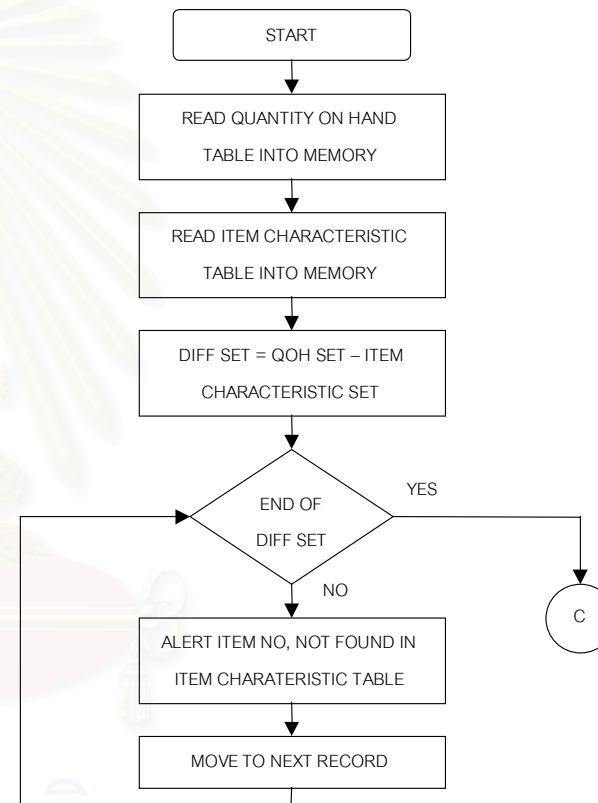 START
READ QUANTITY ON HAND
TABLE INTO MEMORY
READ ITEM CHARACTERISTIC
TABLE INTO MEMORY
DIFF SET = QOH SET – ITEM
CHARACTERISTIC SET
END OF
DIFF SET
YES
NO
C
ALERT ITEM NO, NOT FOUND IN
ITEM CHARATERISTIC TABLE
MOVE TO NEXT RECORD